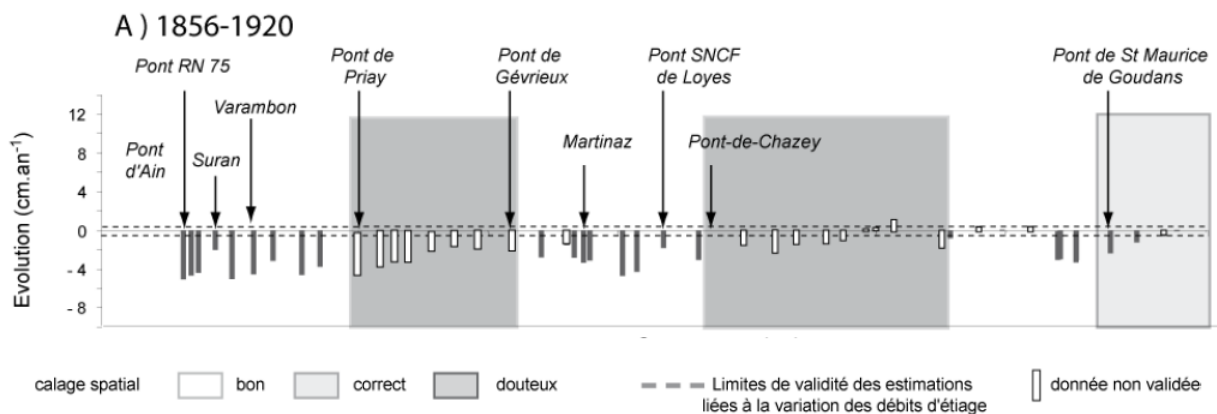 A ) 1856-1920
Pont RN 75
Pont de
Priay
Pont de
Gévrieux
Pont SNCF
de Loyes
Pont de St Maurice
de Goudans
Varambon
Pont
d'Ain
Suran
Martinaz
Pont-de-Chazey
Evolution (cm.an-1)
12
8
4
0
- 4
- 8
calage spatial
bon
correct
douteux
Limites de validité des estimations
liées à la variation des débits d'étiage
donnée non validée